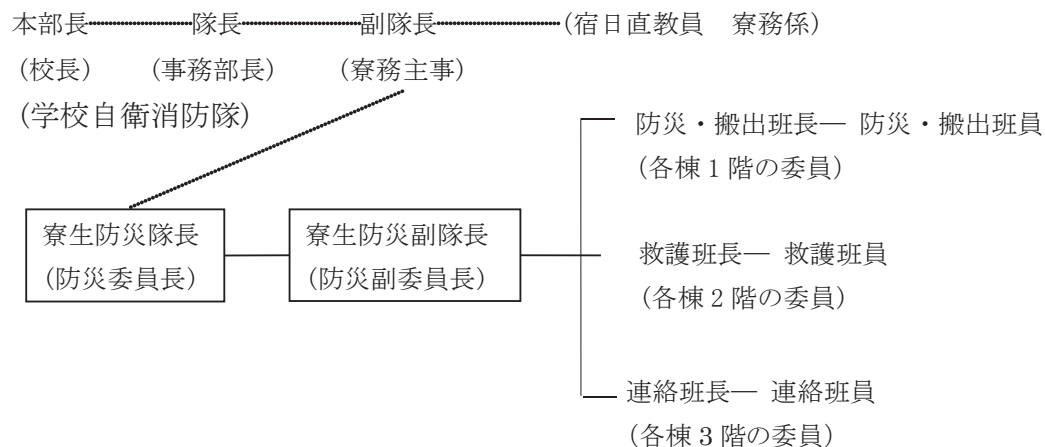 本部長 隊長 副隊長 (宿日直教員 寮務係)
(校長) (事務部長) (寮務主事)
(学校自衛消防隊)
防災・搬出班長― 防災・搬出班員
(各棟1階の委員)
寮生防災隊長 寮生防災副隊長
(防災委員長) (防災副委員長)
救護班長― 救護班員
(各棟2階の委員)
連絡班長― 連絡班員
(各棟3階の委員)